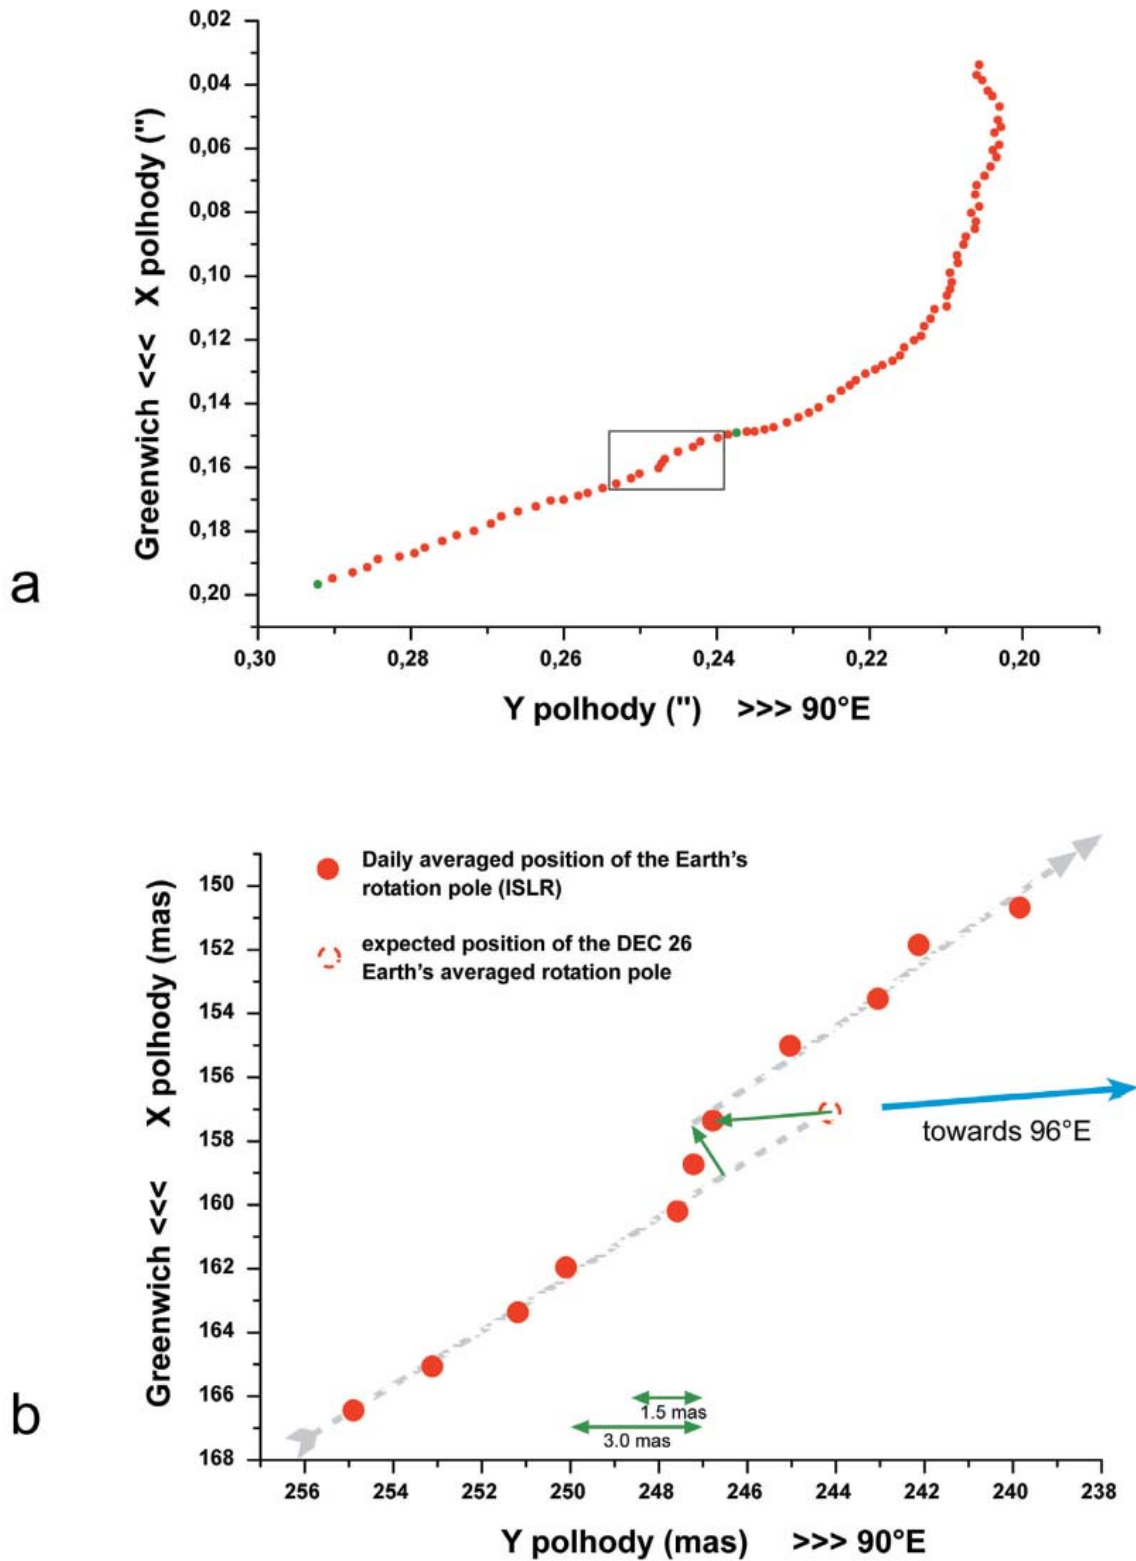 0,02
0,04
0,06
0,08
0,10
0,12
0,14
0,16
0,18
0,20
Greenwich <<< X polhody (")
a
0,30 0,28 0,26 0,24 0,22 0,20
Y polhody (") >>> 90°E
Daily averaged position of the Earth's
rotation pole (ISLR)
expected position of the DEC 26
Earth's averaged rotation pole
150
152
154
156
158
160
162
164
166
168
Greenwich <<< X polhody (mas)
towards 96°E
b
1.5 mas
3.0 mas
256 254 252 250 248 246 244 242 240 238
Y polhody (mas) >>> 90°E